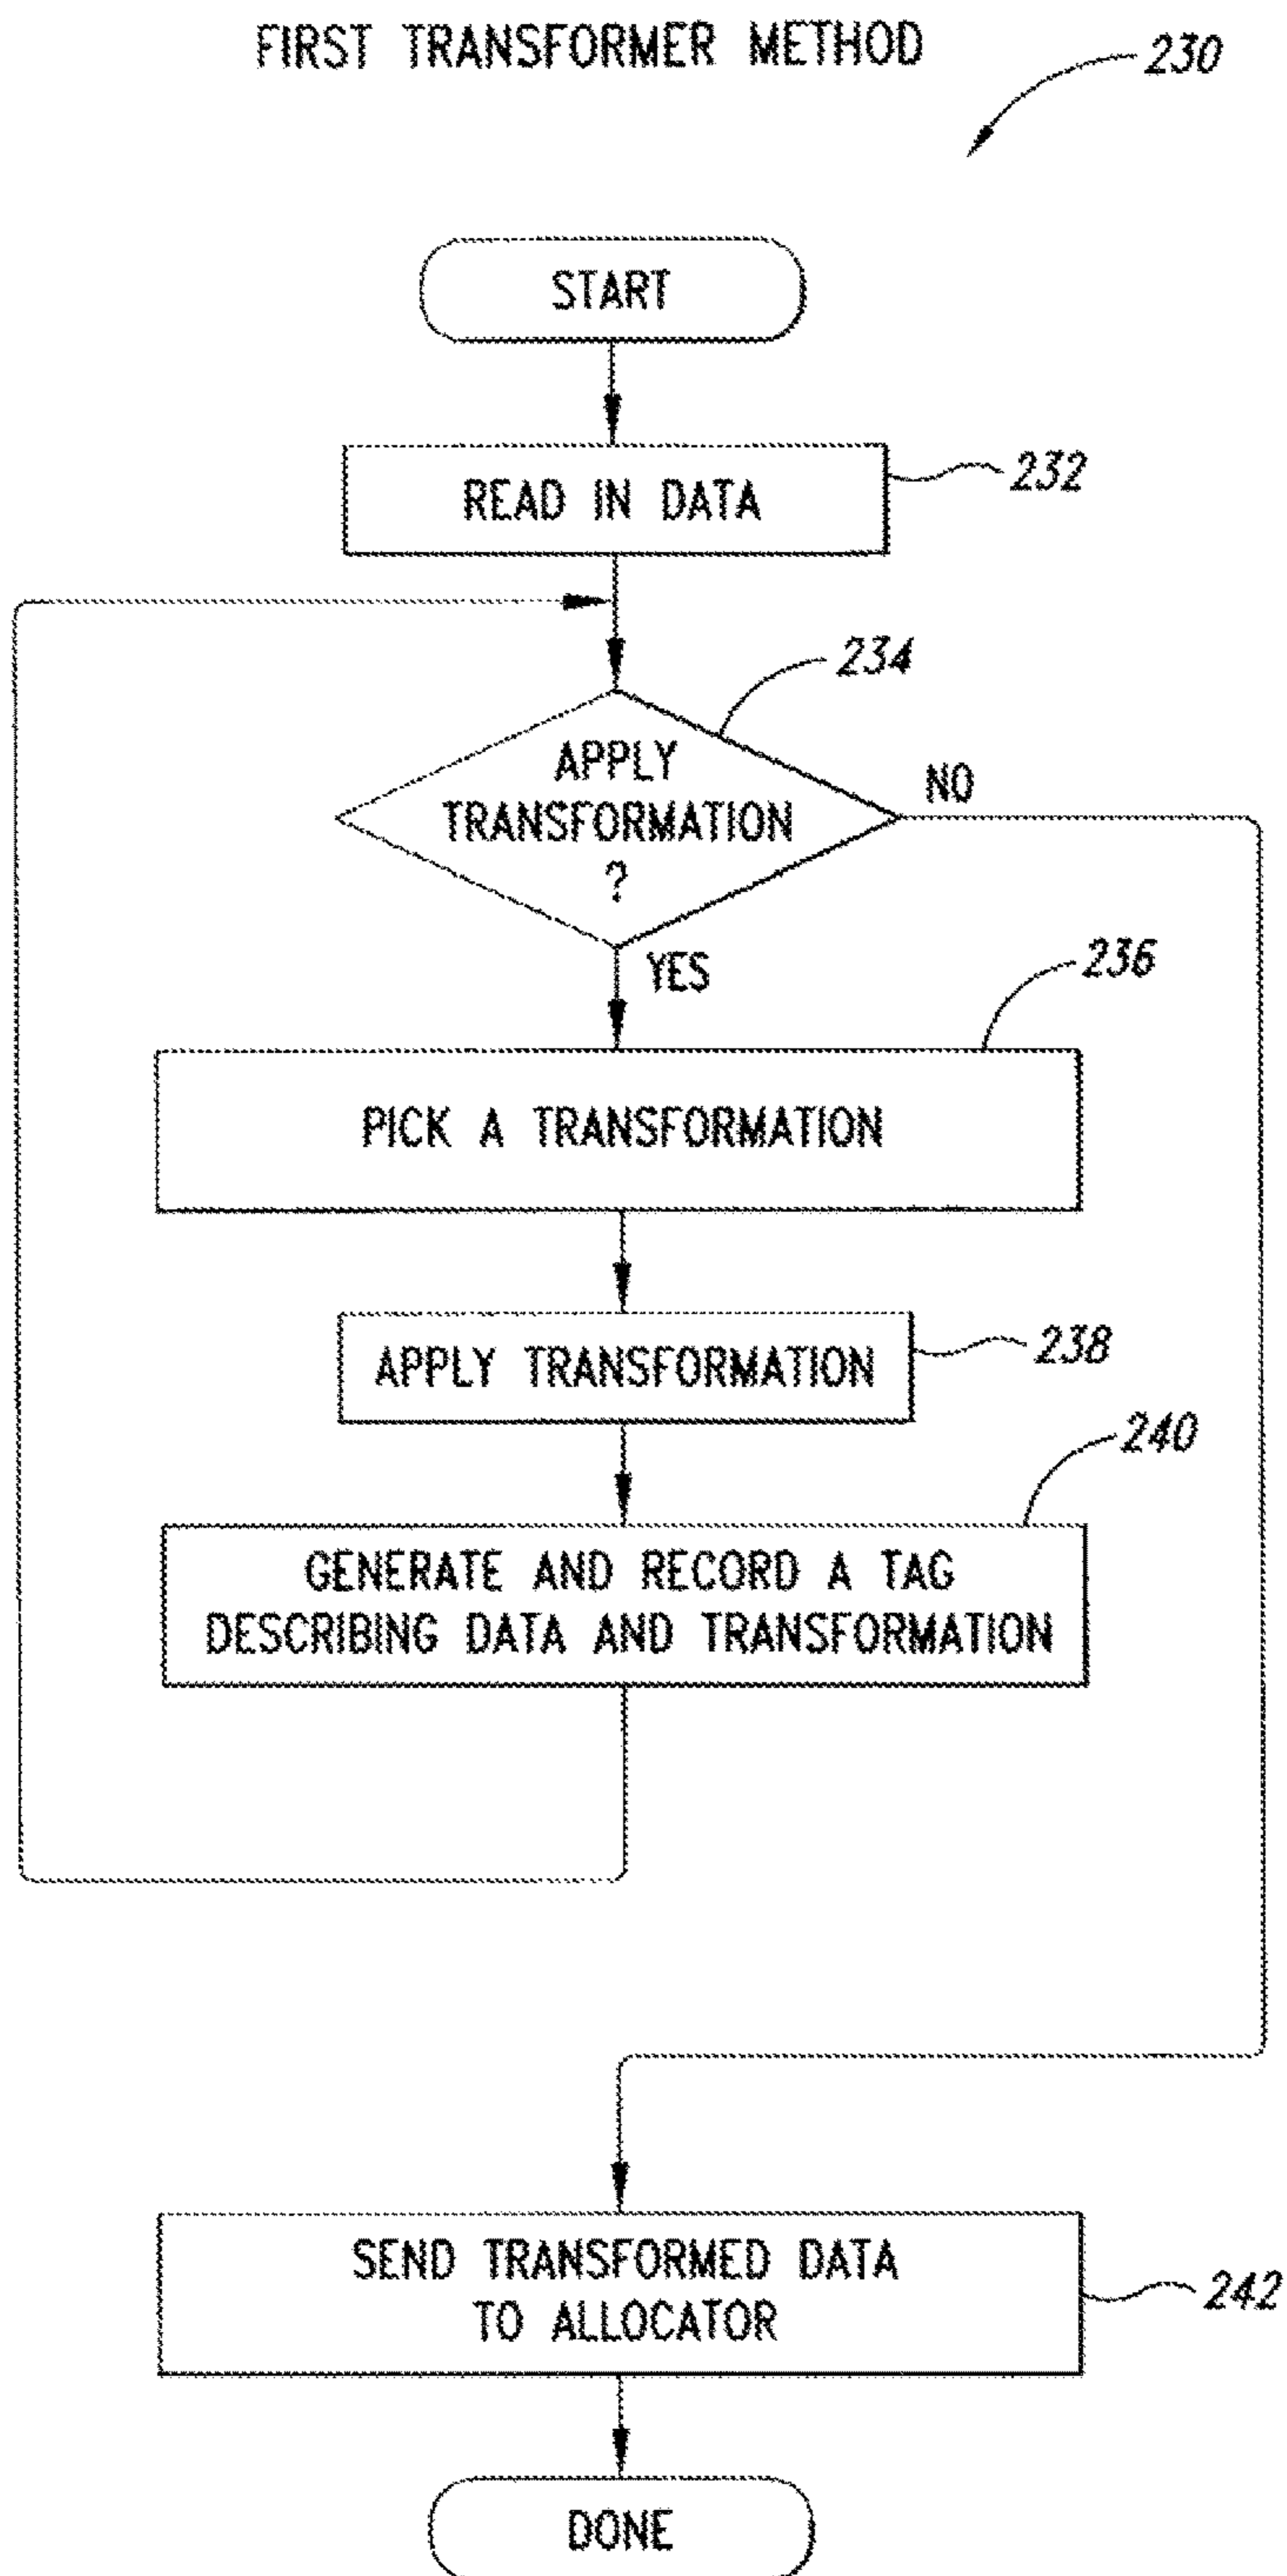 FIRST TRANSFORMER METHOD
230
START
READ IN DATA
232
234
APPLY
TRANSFORMATION
?
NO
YES
236
PICK A TRANSFORMATION
APPLY TRANSFORMATION
238
240
GENERATE AND RECORD A TAG
DESCRIBING DATA AND TRANSFORMATION
SEND TRANSFORMED DATA
TO ALLOCATOR
242
DONE